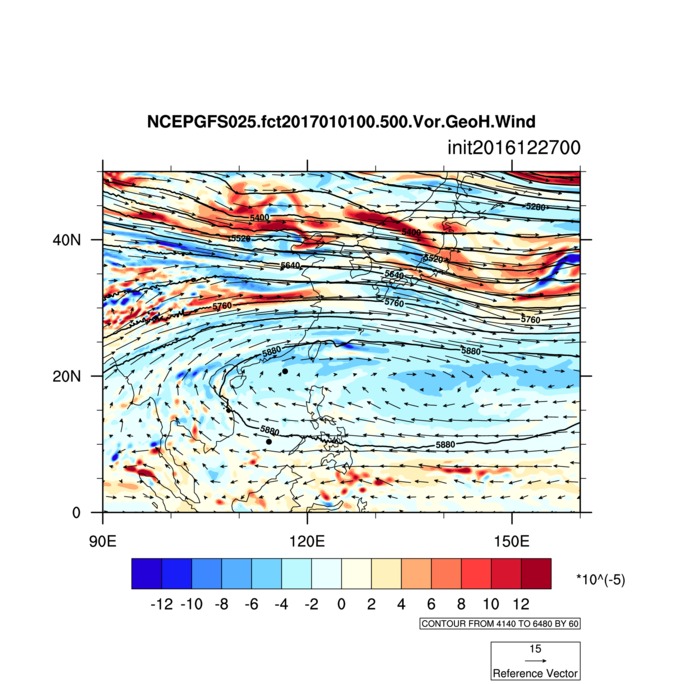 NCEPGFS025.fct2017010100.500.Vor.GeoH.Wind
init2016122700
5280
5400
5400
40N
5520
5520
5640
5640
5760
5760
5760
5880
5880
20N
5880
5880
0
90E 120E 150E
-12 -10 -8 -6 -4 -2 0 2 4 6 8 10 12
*10^(-5)
CONTOUR FROM 4140 TO 6480 BY 60
15
Reference Vector